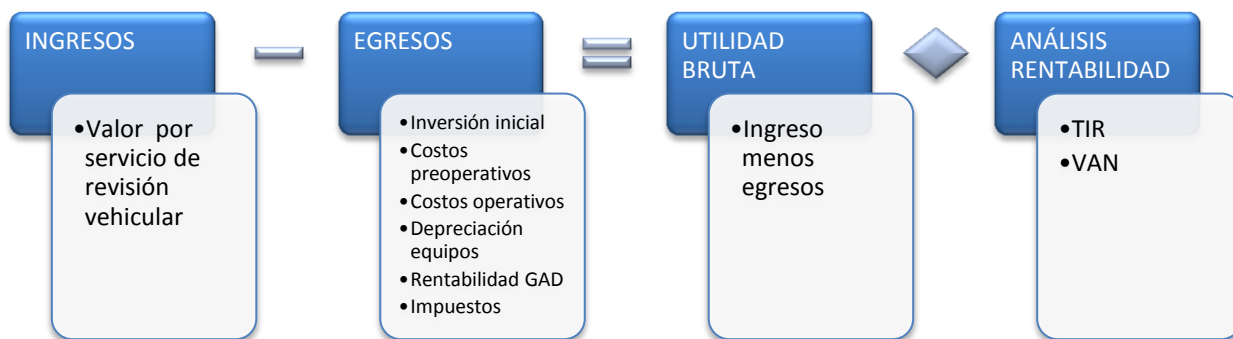 INGRESOS
•Valor por
servicio de
revisión
vehicular
EGRESOS
•Inversión inicial
•Costos
preoperativos
•Costos operativos
•Depreciación
equipos
•Rentabilidad GAD
•Impuestos
UTILIDAD
BRUTA
•Ingreso
menos
egresos
ANÁLISIS
RENTABILIDAD
•TIR
•VAN